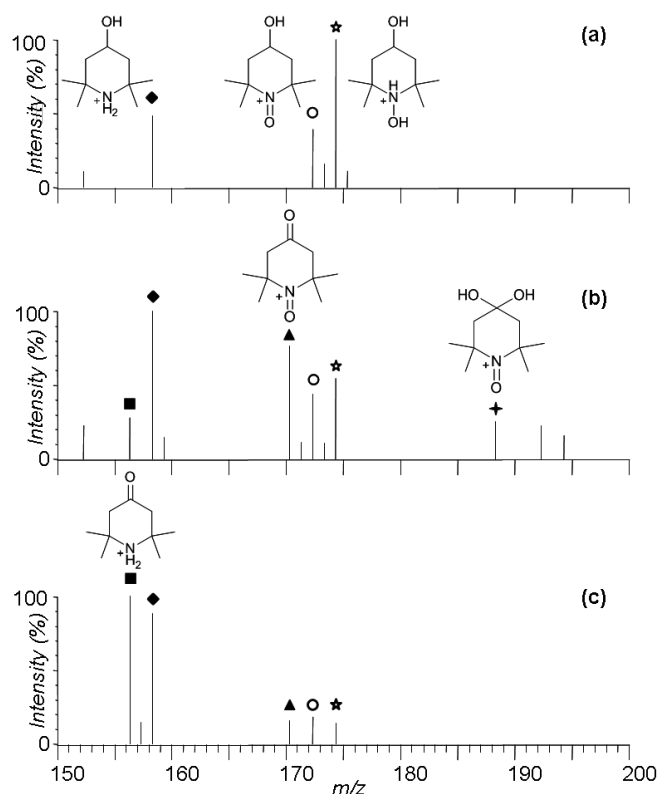 OH
OH
OH
(a)
100
Intensity (%)
0
+
N
H2
+
N
O
H
+
N
OH
O
(b)
HO
OH
100
Intensity (%)
0
+
N
O
+
N
O
O
(c)
+
N
H2
100
Intensity (%)
0
150
160
170
180
190
200
m/z